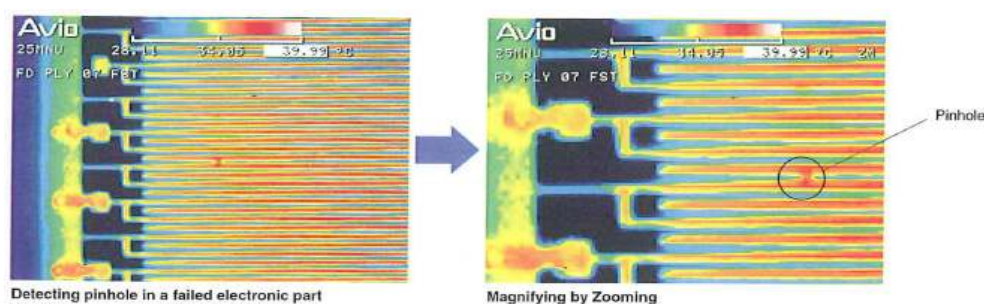 Avio
25MNU 28.11 34.05 39.99 ℃
FD PLY 07 FST
Detecting pinhole in a failed electronic part
Avio
25MNU 28.11 34.05 39.99 ℃ ZM
FD PLY 07 FST
Pinhole
Magnifying by Zooming